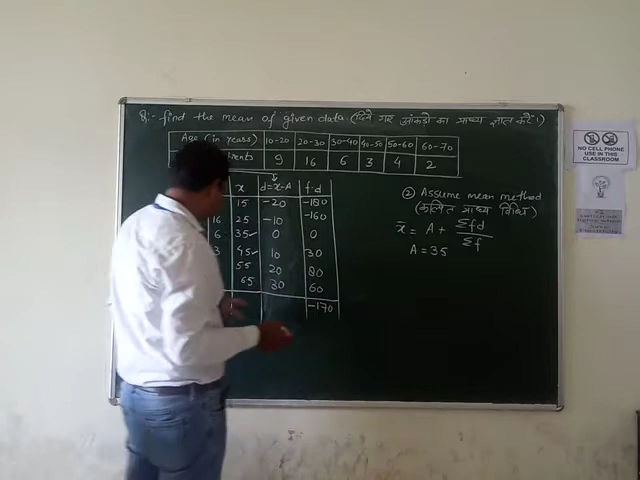 Q:- find the mean of given data. (दिये गए आंकड़ो का माध्य ज्ञात करें।)
Age (in years) 10-20 20-30 30-40 40-50 50-60 60-70
9 16 6 3 4 2
x d=x-A f·d
15 -20 -180
16 25 -10 -160
6 35 0 0
3 45 10 30
55 20 80
65 30 60
-170
② Assume mean method
(कल्पित माध्य विधि)
x̄ = A + Σfd / Σf
A = 35
NO CELL PHONE
USE IN THIS
CLASSROOM